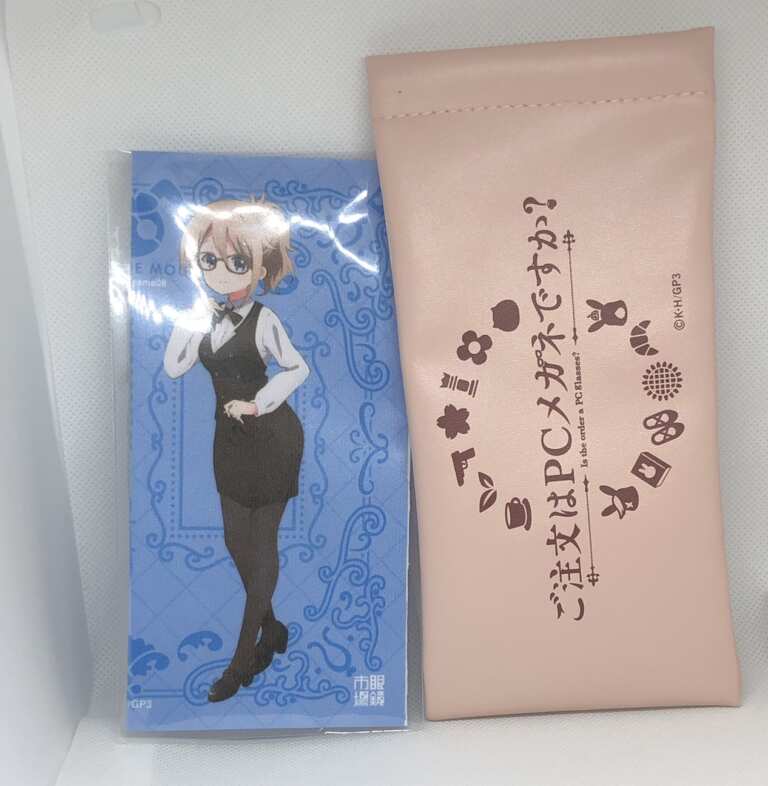 GP3
眼鏡
市場
ご注文はPCメガネですか?
Is the order a PC Glasses?
©K・H/GP3